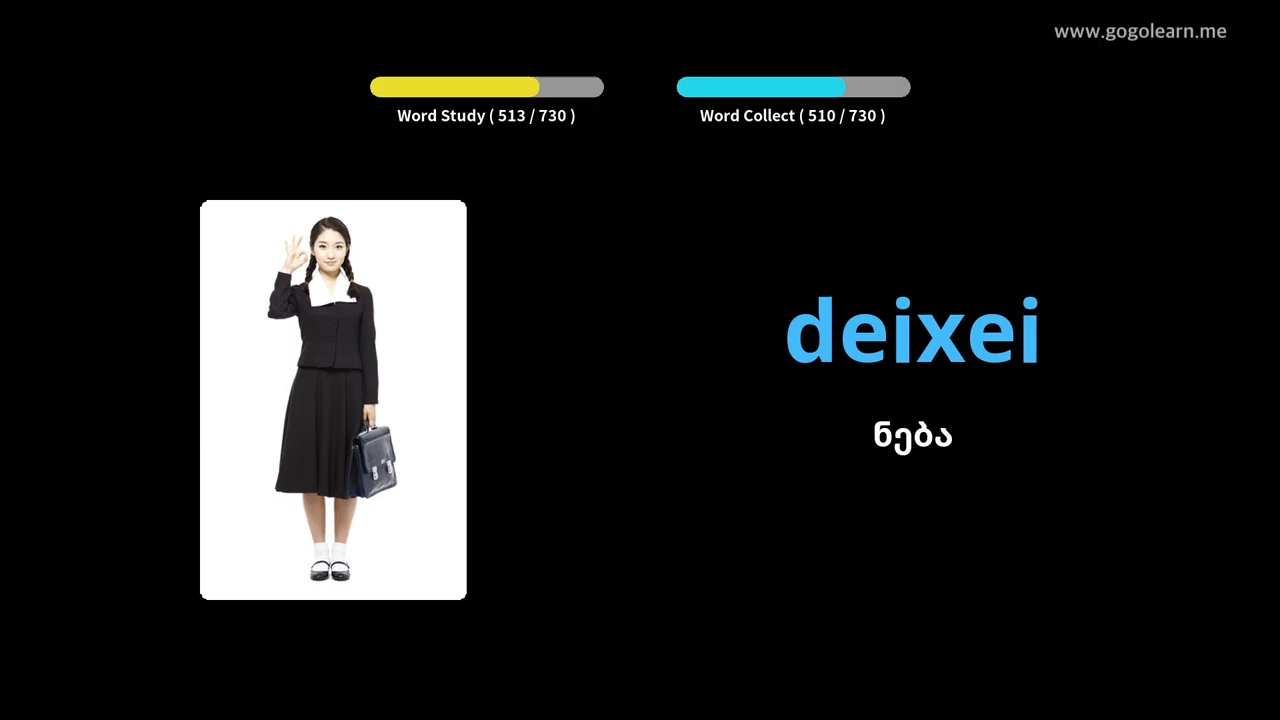 www.gogolearn.me
Word Study ( 513 / 730 )
Word Collect ( 510 / 730 )
deixei
ნება